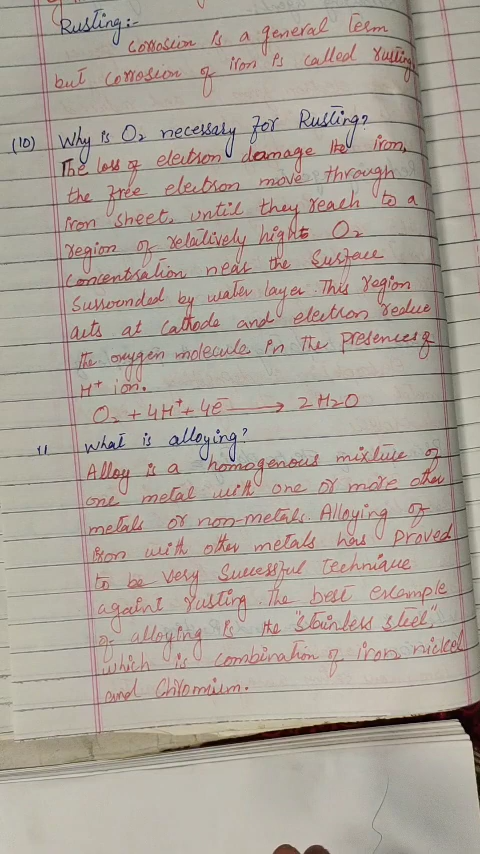 Rusting:-
Corrosion is a general term
but corrosion of iron is called rusting
(10) Why is O₂ necessary for Rusting?
The loss of electron damage the iron,
the free electron move through
iron sheet, until they reach to a
region of relatively high O₂
concentration near the surface
surrounded by water layer. This region
acts at cathode and electron reduce
the oxygen molecule in the presence of
H⁺ ion.
O₂ + 4H⁺ + 4ē → 2H₂O
11 What is alloying?
Alloy is a homogenous mixture of
one metal with one or more other
metals or non-metals. Alloying of
iron with other metals has proved
to be very successful technique
againt rusting. The best example
of alloying is the "stainless steel",
which is combination of iron, nickel
and chromium.